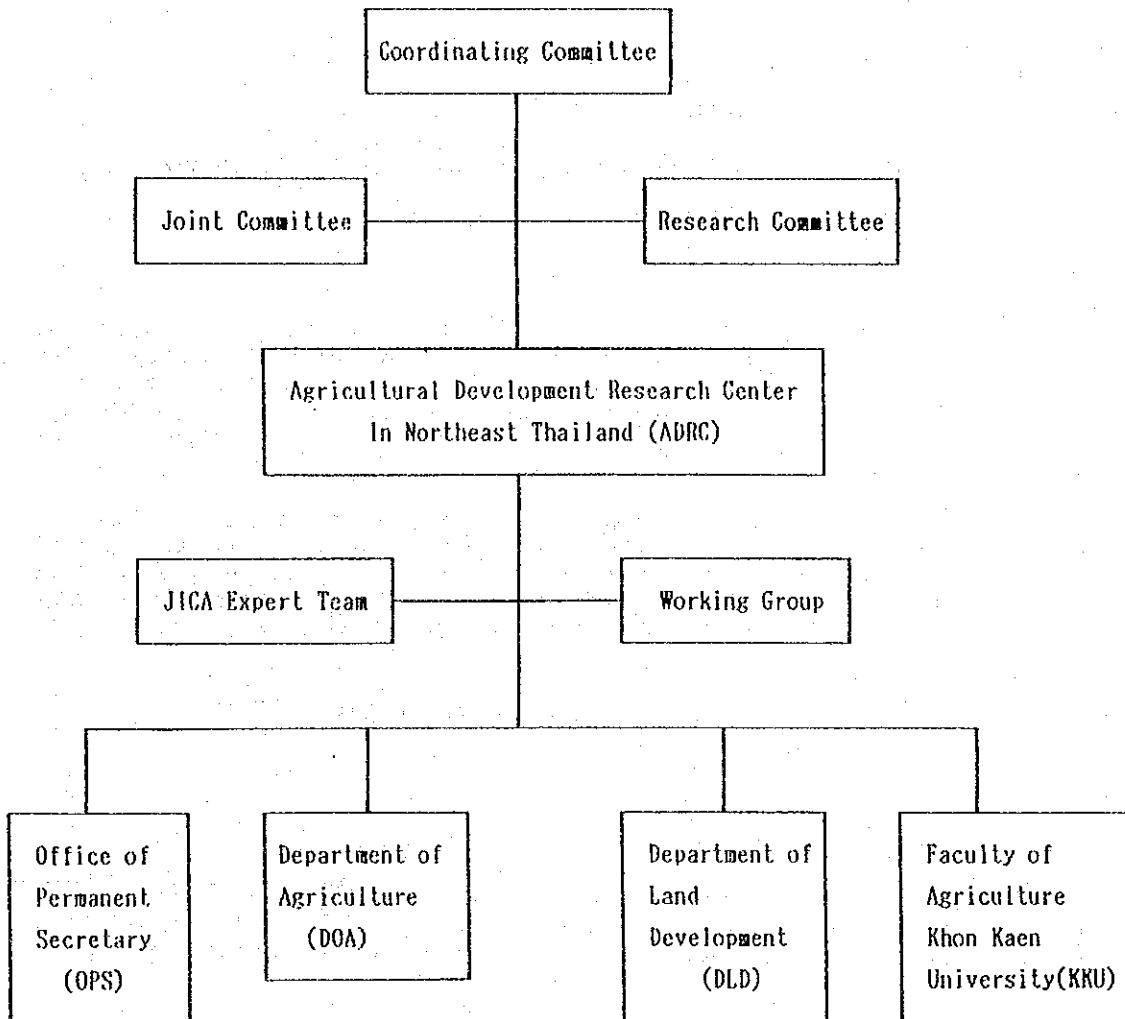 Coordinating Committee
Joint Committee
Research Committee
Agricultural Development Research Center
in Northeast Thailand (ADRC)
JICA Expert Team
Working Group
Office of
Permanent
Secretary
(OPS)
Department of
Agriculture
(DOA)
Department of
Land
Development
(DLD)
Faculty of
Agriculture
Khon Kaen
University(KKU)